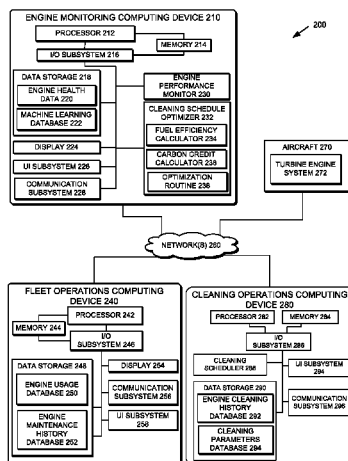 ENGINE MONITORING COMPUTING DEVICE 210
PROCESSOR 212
MEMORY 214
I/O SUBSYSTEM 216
DATA STORAGE 218
ENGINE HEALTH
DATA 220
MACHINE LEARNING
DATABASE 222
DISPLAY 224
UI SUBSYSTEM 226
COMMUNICATION
SUBSYSTEM 228
ENGINE
PERFORMANCE
MONITOR 230
CLEANING SCHEDULE
OPTIMIZER 232
FUEL EFFICIENCY
CALCULATOR 234
CARBON CREDIT
CALCULATOR 238
OPTIMIZATION
ROUTINE 236
200
AIRCRAFT 270
TURBINE ENGINE
SYSTEM 272
NETWORK(S) 260
FLEET OPERATIONS COMPUTING
DEVICE 240
PROCESSOR 242
MEMORY 244
I/O
SUBSYSTEM 246
DATA STORAGE 248
ENGINE USAGE
DATABASE 250
ENGINE
MAINTENANCE
HISTORY
DATABASE 252
DISPLAY 254
COMMUNICATION
SUBSYSTEM 256
UI SUBSYSTEM
258
CLEANING OPERATIONS COMPUTING
DEVICE 280
PROCESSOR 282
MEMORY 284
I/O
SUBSYSTEM 286
CLEANING
SCHEDULER 288
UI SUBSYSTEM
294
DATA STORAGE 290
ENGINE CLEANING
HISTORY
DATABASE 292
CLEANING
PARAMETERS
DATABASE 294
COMMUNICATION
SUBSYSTEM 296